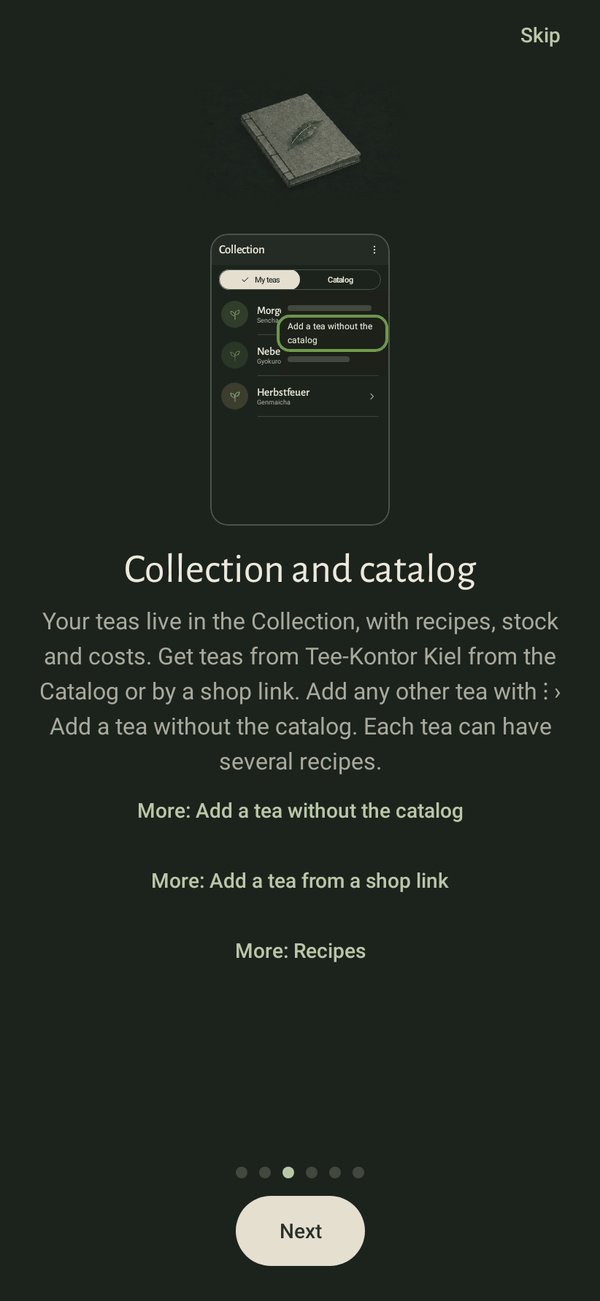 Skip
Collection
My teas
Catalog
Sencha
Add a tea without the
catalog
Gyokuro
Herbstfeuer
Genmaicha
Collection and catalog
Your teas live in the Collection, with recipes, stock
and costs. Get teas from Tee-Kontor Kiel from the
Catalog or by a shop link. Add any other tea with ⋮ ›
Add a tea without the catalog. Each tea can have
several recipes.
More: Add a tea without the catalog
More: Add a tea from a shop link
More: Recipes
Next